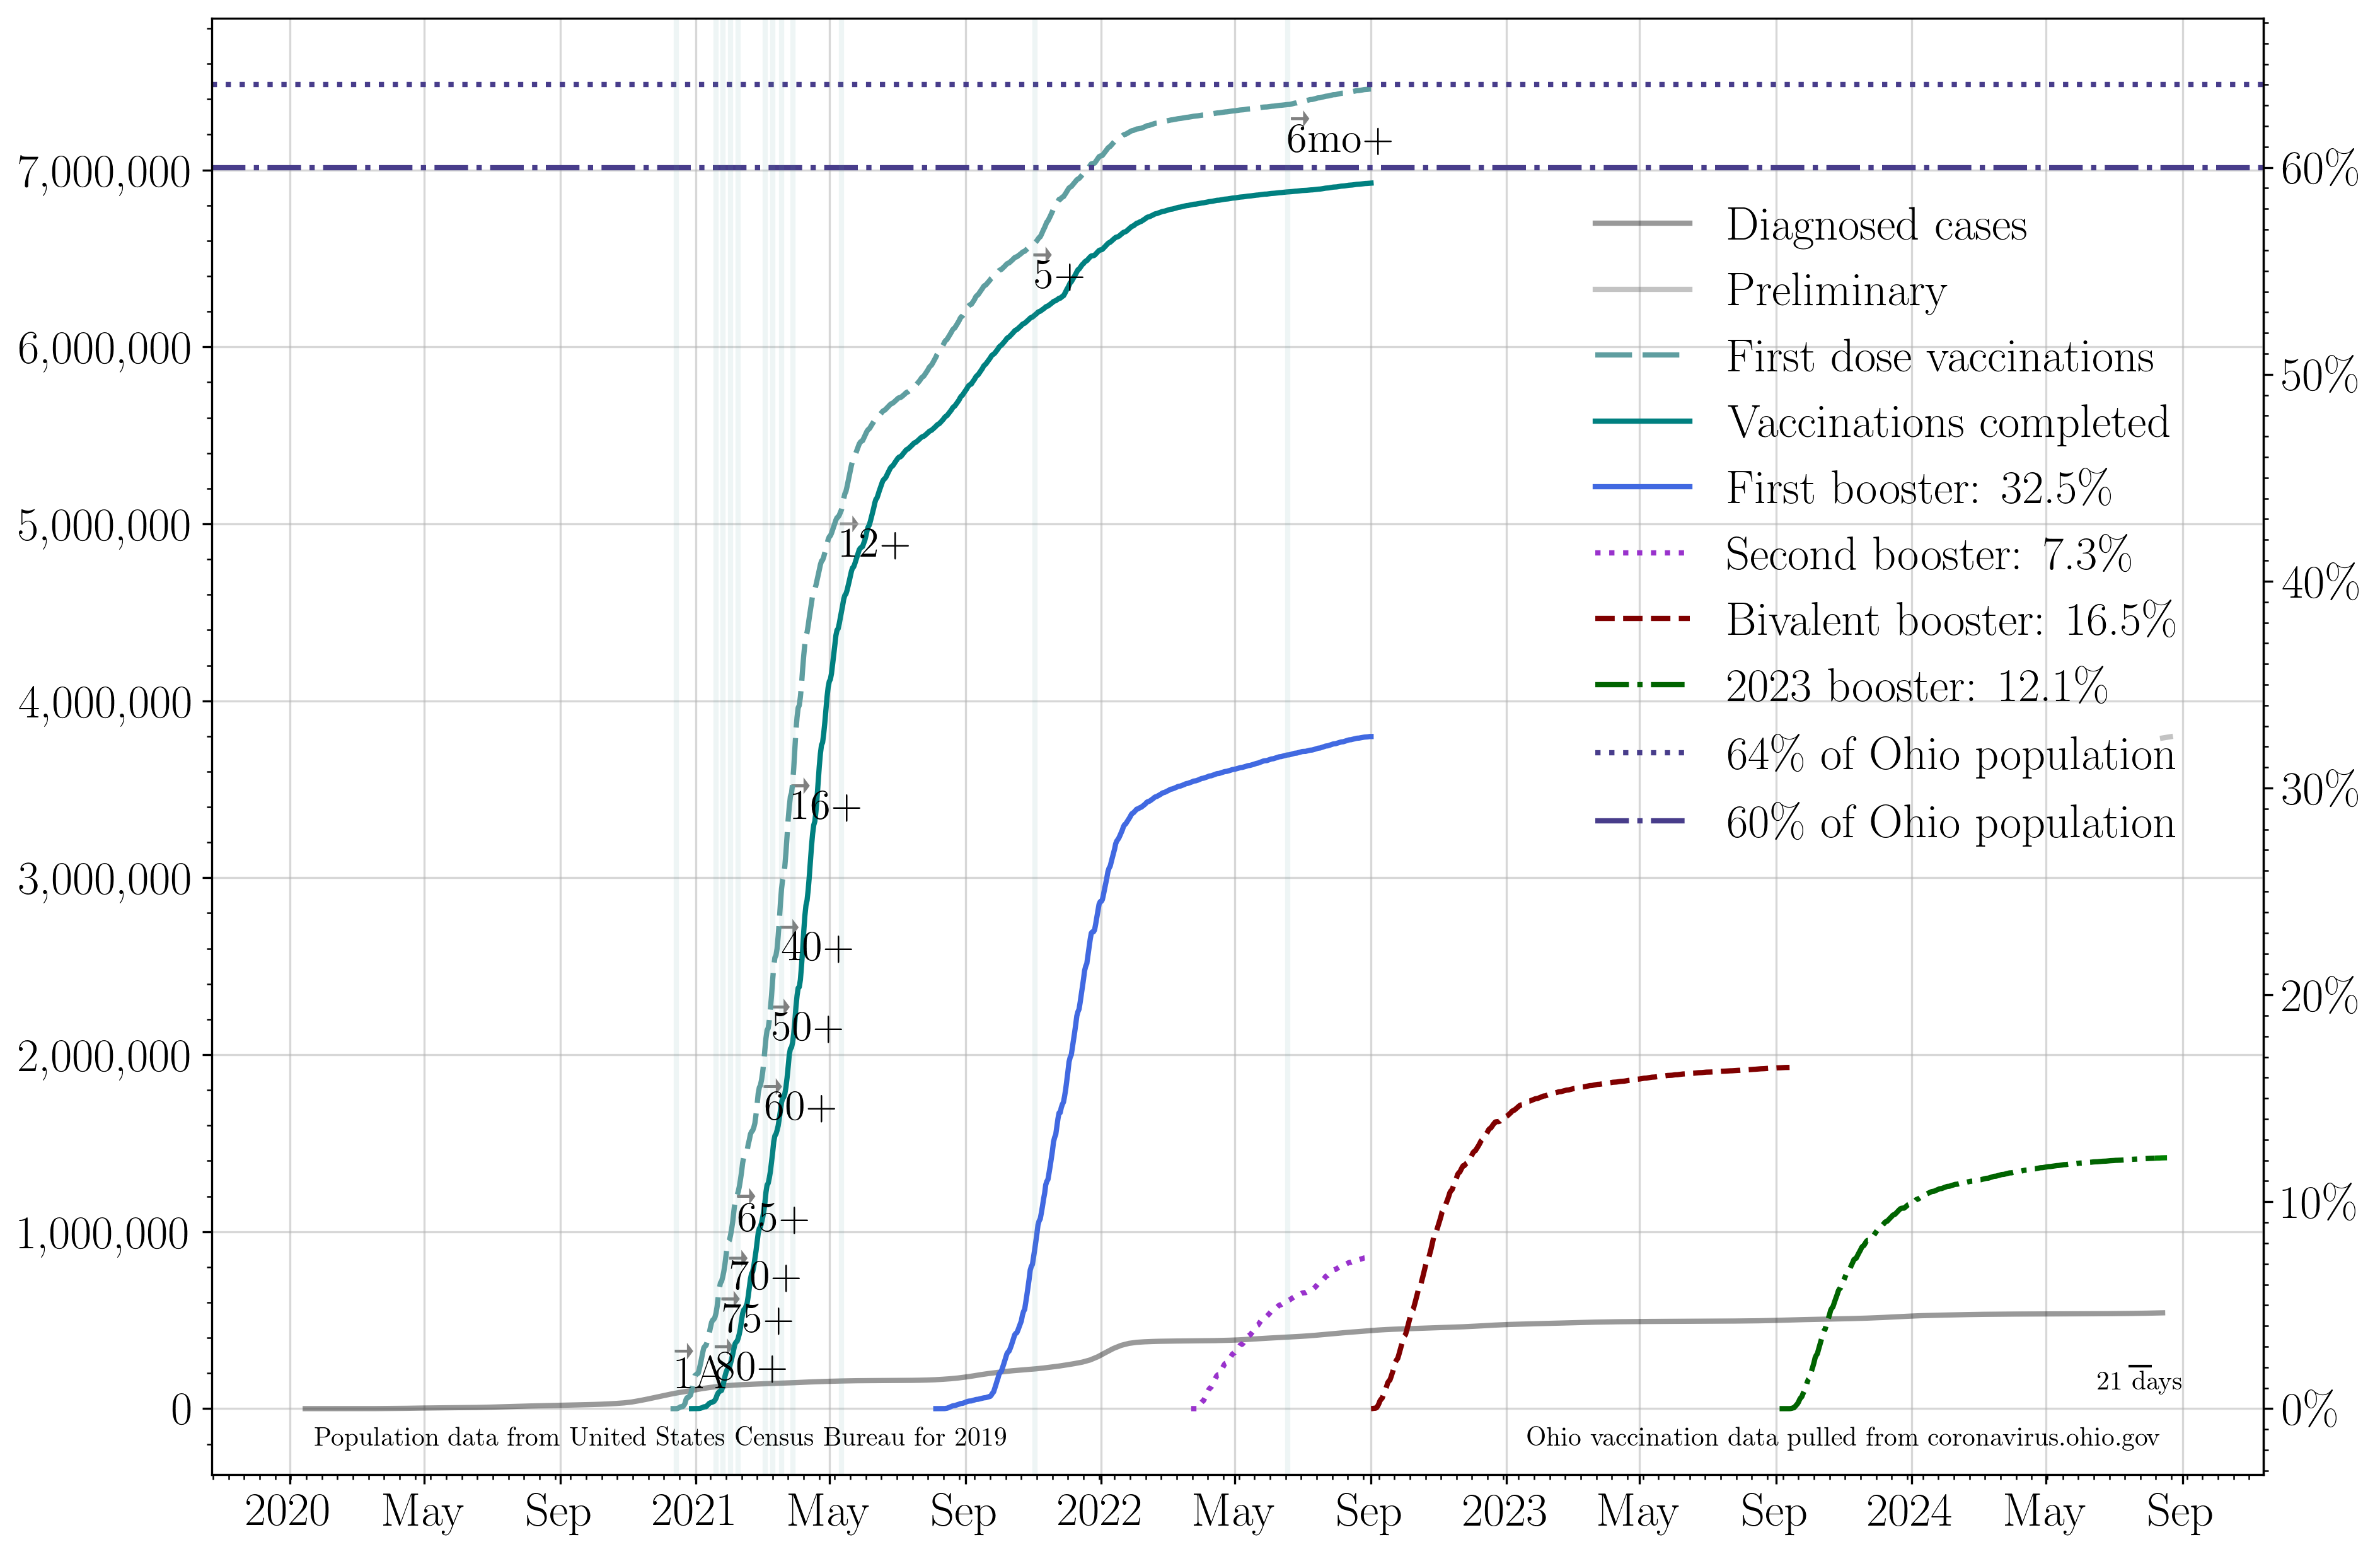 7,000,000
6,000,000
5,000,000
4,000,000
3,000,000
2,000,000
1,000,000
0
60%
50%
40%
30%
20%
10%
0%
2020
May
Sep
2021
May
Sep
2022
May
Sep
2023
May
Sep
2024
May
Sep
Diagnosed cases
Preliminary
First dose vaccinations
Vaccinations completed
First booster: 32.5%
Second booster: 7.3%
Bivalent booster: 16.5%
2023 booster: 12.1%
64% of Ohio population
60% of Ohio population
6mo+
5+
12+
16+
40+
50+
60+
65+
70+
75+
80+
1A
21 days
Population data from United States Census Bureau for 2019
Ohio vaccination data pulled from coronavirus.ohio.gov